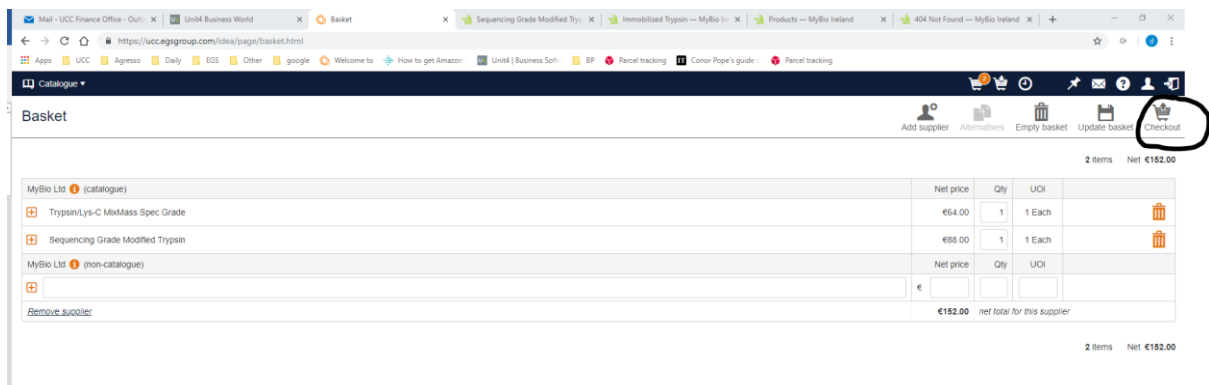 Mail - UCC Finance Office - Outl Unit4 Business World Basket Sequencing Grade Modified Tryp Immobilized Trypsin — MyBio Ire Products — MyBio Ireland 404 Not Found — MyBio Ireland
https://ucc.egsgroup.com/idea/page/basket.html
Apps UCC Agresso Daily EGS Other google Welcome to How to get Amazon Unit4 | Business Soft BP Parcel tracking IT Conor Pope's guide Parcel tracking
Catalogue
2
Basket
Add supplier Alternatives Empty basket Update basket Checkout
2 items Net €152.00
MyBio Ltd (catalogue) Net price Qty UOI
Trypsin/Lys-C MixMass Spec Grade €64.00 1 1 Each
Sequencing Grade Modified Trypsin €88.00 1 1 Each
MyBio Ltd (non-catalogue) Net price Qty UOI
€
Remove supplier €152.00 net total for this supplier
2 items Net €152.00